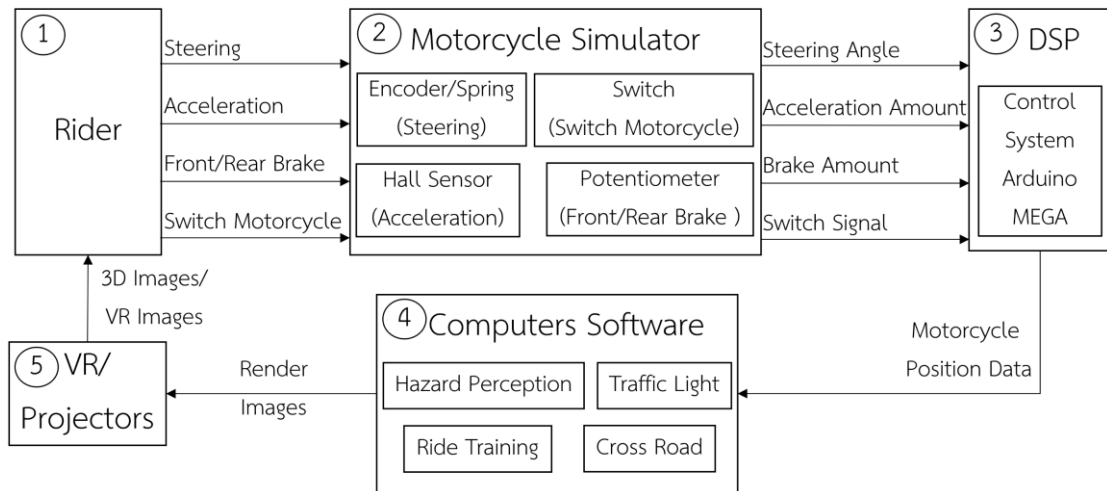 1
Rider
Steering
Acceleration
Front/Rear Brake
Switch Motorcycle
2 Motorcycle Simulator
Encoder/Spring
(Steering)
Switch
(Switch Motorcycle)
Hall Sensor
(Acceleration)
Potentiometer
(Front/Rear Brake )
Steering Angle
Acceleration Amount
Brake Amount
Switch Signal
3 DSP
Control
System
Arduino
MEGA
Motorcycle
Position Data
4 Computers Software
Hazard Perception
Traffic Light
Ride Training
Cross Road
Render
Images
5 VR/
Projectors
3D Images/
VR Images